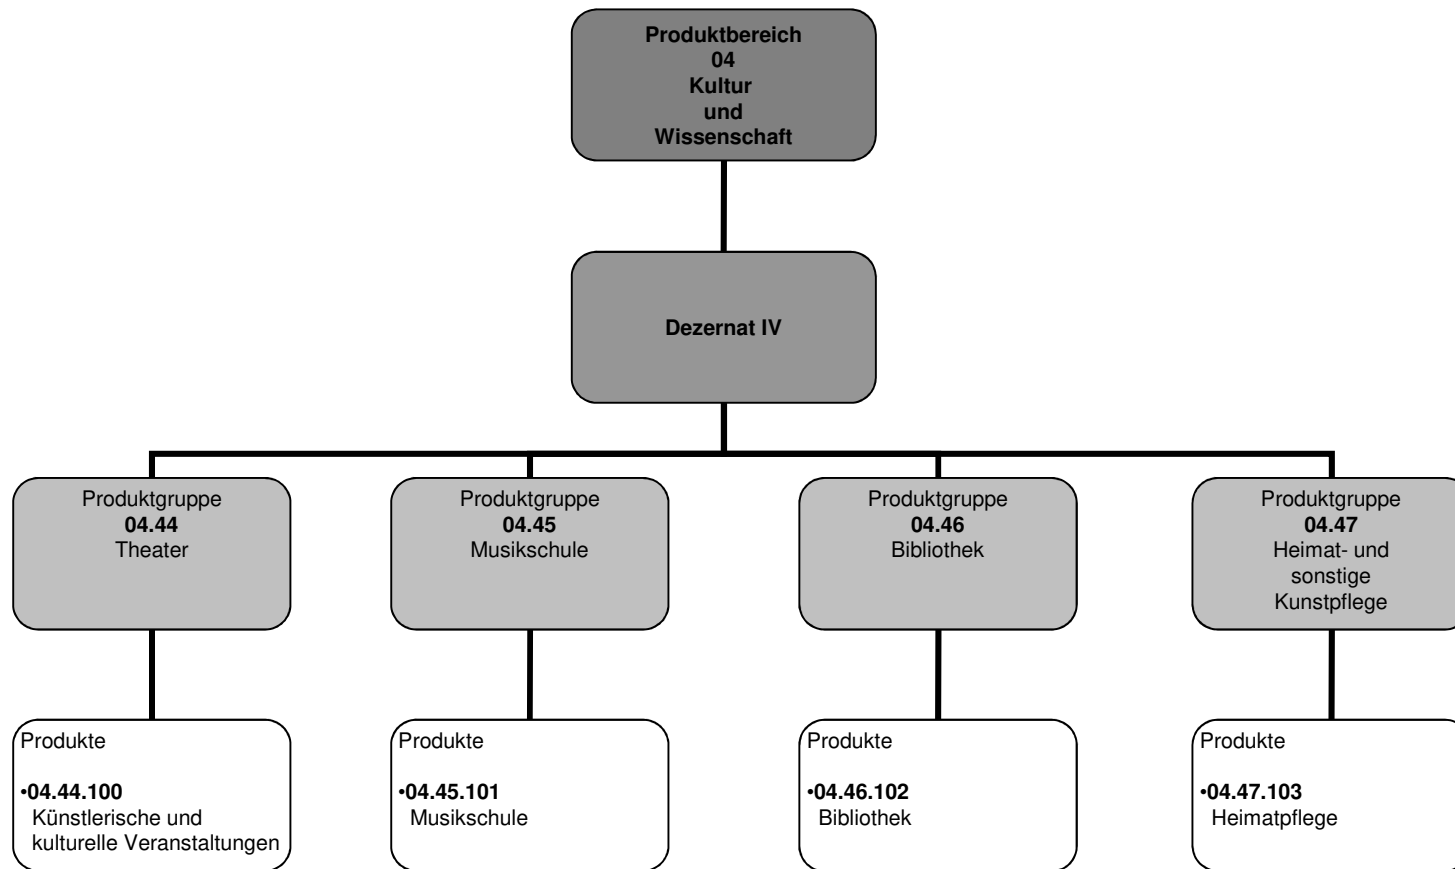 Produktbereich
04
Kultur
und
Wissenschaft
Dezernat IV
Produktgruppe
04.44
Theater
Produktgruppe
04.45
Musikschule
Produktgruppe
04.46
Bibliothek
Produktgruppe
04.47
Heimat- und
sonstige
Kunstpflege
Produkte
•04.44.100
Künstlerische und
kulturelle Veranstaltungen
Produkte
•04.45.101
Musikschule
Produkte
•04.46.102
Bibliothek
Produkte
•04.47.103
Heimatpflege